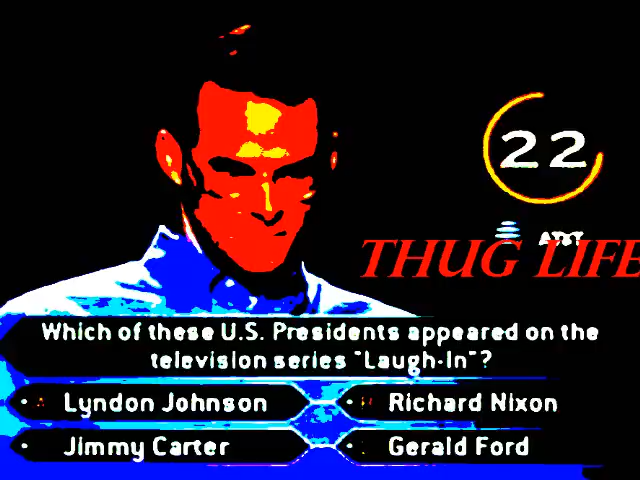 22
AT&T
THUG LIFE
Which of these U.S. Presidents appeared on the
television series "Laugh-In"?
Lyndon Johnson
Richard Nixon
Jimmy Carter
Gerald Ford